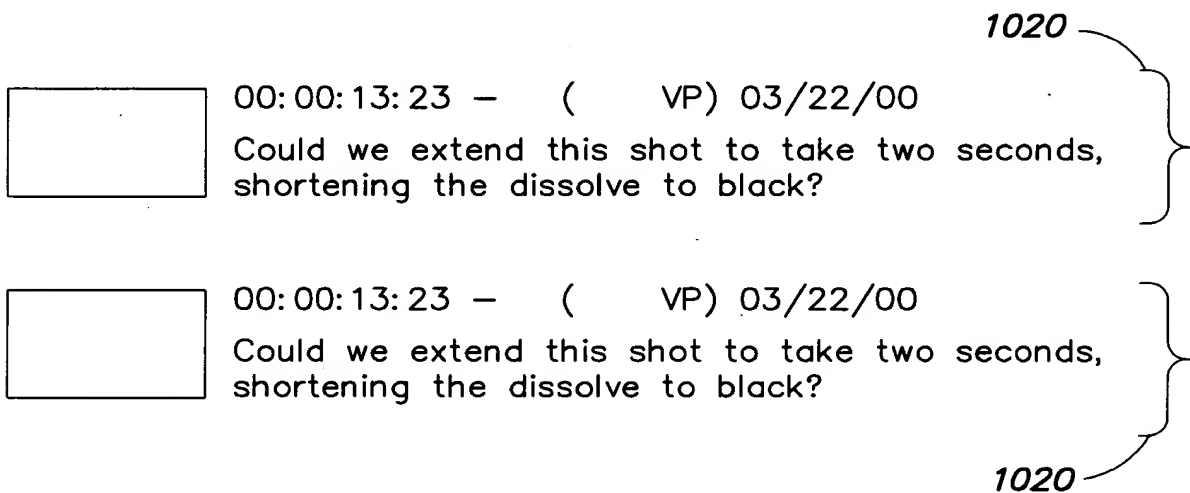 1020
00:00:13:23 – ( VP) 03/22/00
Could we extend this shot to take two seconds,
shortening the dissolve to black?
00:00:13:23 – ( VP) 03/22/00
Could we extend this shot to take two seconds,
shortening the dissolve to black?
1020